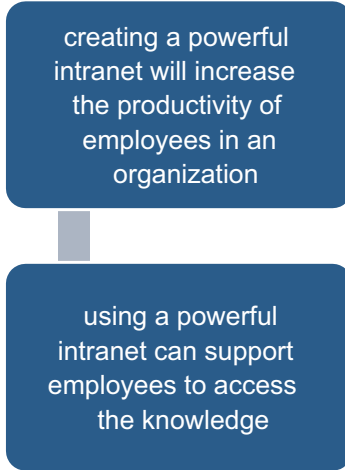 creating a powerful
intranet will increase
the productivity of
employees in an
organization
using a powerful
intranet can support
employees to access
the knowledge